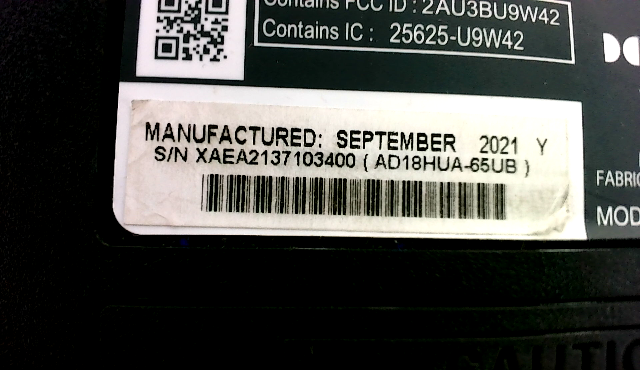 Contains FCC ID : 2AU3BU9W42
Contains IC : 25625-U9W42
MANUFACTURED: SEPTEMBER 2021 Y
S/N XAEA2137103400 ( AD18HUA-65UB )
FABRIC
MOD